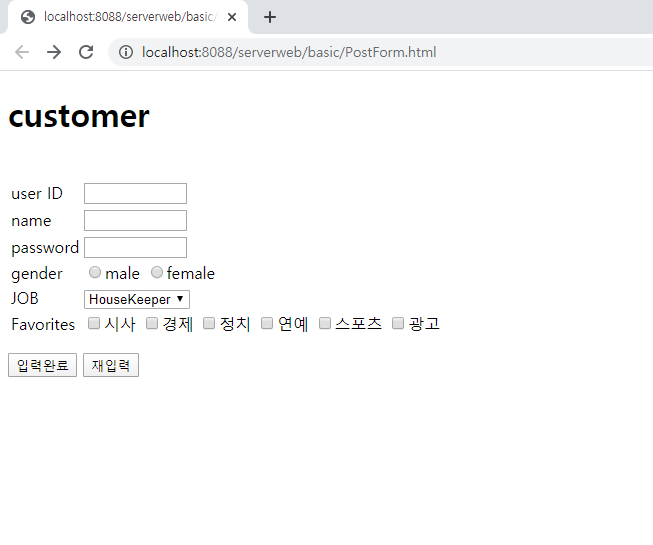 localhost:8088/serverweb/basic/
localhost:8088/serverweb/basic/PostForm.html
customer
user ID
name
password
gender male female
JOB HouseKeeper
Favorites 시사 경제 정치 연예 스포츠 광고
입력완료 재입력